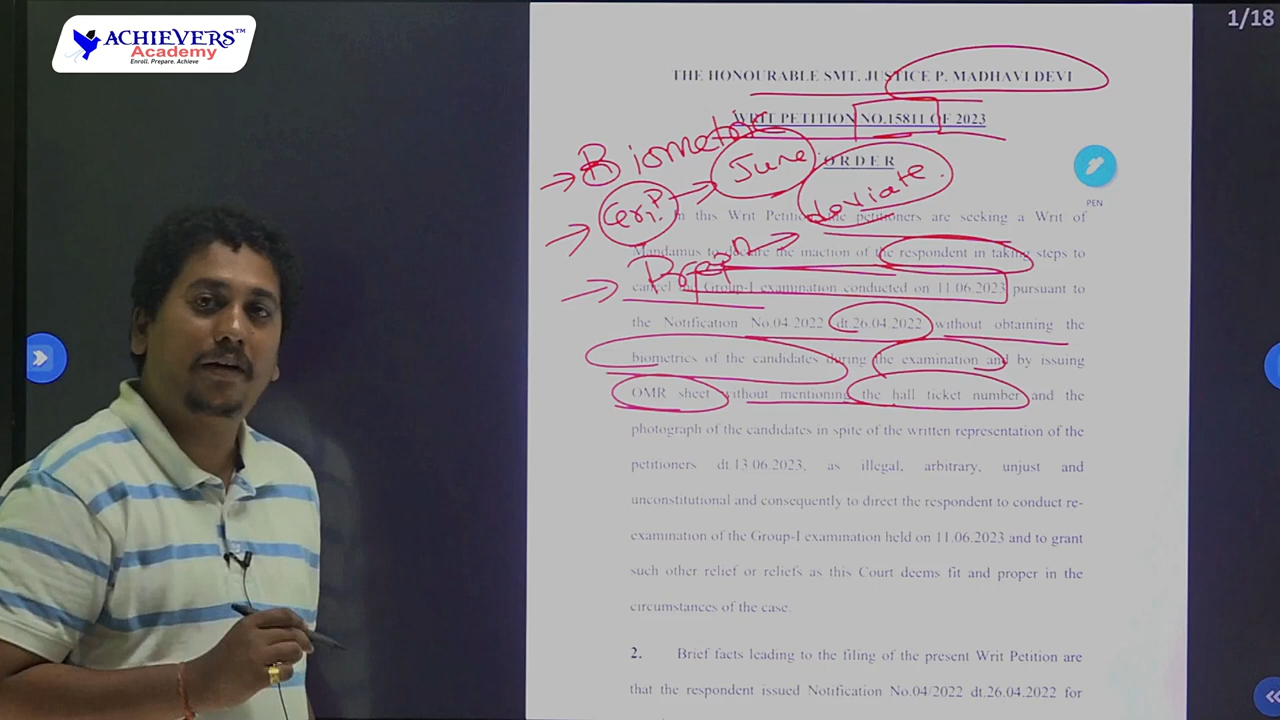 ACHIEVERS™
Academy
Enroll. Prepare. Achieve
1/18
THE HONOURABLE SMT. JUSTICE P. MADHAVI DEVI
WRIT PETITION NO.15811 OF 2023
ORDER
Biometric
June
deviate.
PEN
In this Writ Petition, the petitioners are seeking a Writ of
Mandamus to declare the inaction of the respondent in taking steps to
cancel the Group-I examination conducted on 11.06.2023 pursuant to
the Notification No.04-2022 dt.26.04.2022 without obtaining the
biometrics of the candidates during the examination and by issuing
OMR sheet without mentioning the hall ticket number and the
photograph of the candidates in spite of the written representation of the
petitioners dt.13.06.2023, as illegal, arbitrary, unjust and
unconstitutional and consequently to direct the respondent to conduct re-
examination of the Group-I examination held on 11.06.2023 and to grant
such other relief or reliefs as this Court deems fit and proper in the
circumstances of the case.
2. Brief facts leading to the filing of the present Writ Petition are
that the respondent issued Notification No.04/2022 dt.26.04.2022 for